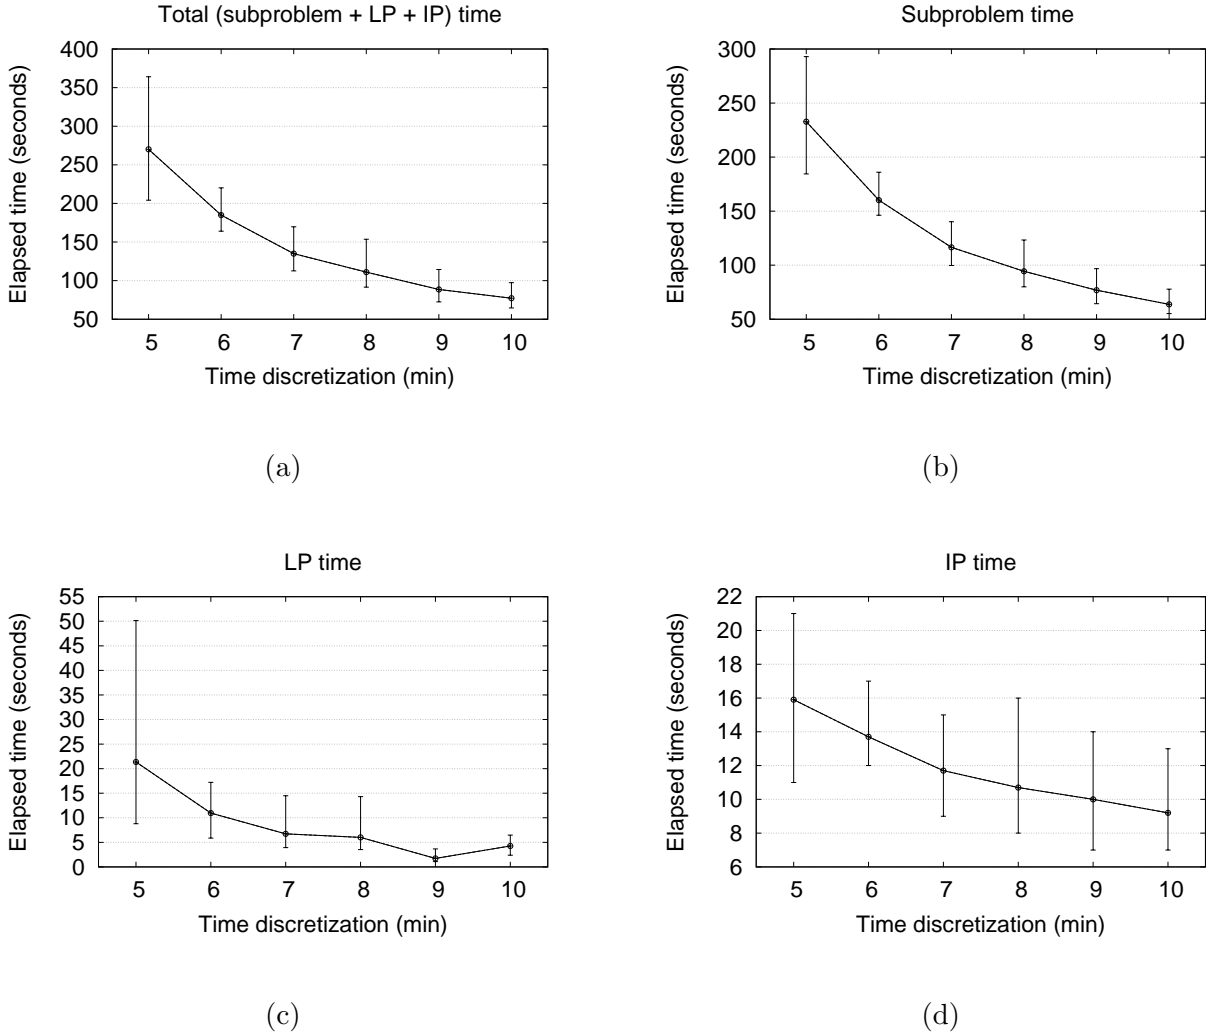 Total (subproblem + LP + IP) time
400
350
300
250
200
150
100
50
Elapsed time (seconds)
5 6 7 8 9 10
Time discretization (min)
(a)
Subproblem time
300
250
200
150
100
50
Elapsed time (seconds)
5 6 7 8 9 10
Time discretization (min)
(b)
LP time
55
50
45
40
35
30
25
20
15
10
5
0
Elapsed time (seconds)
5 6 7 8 9 10
Time discretization (min)
(c)
IP time
22
20
18
16
14
12
10
8
6
Elapsed time (seconds)
5 6 7 8 9 10
Time discretization (min)
(d)